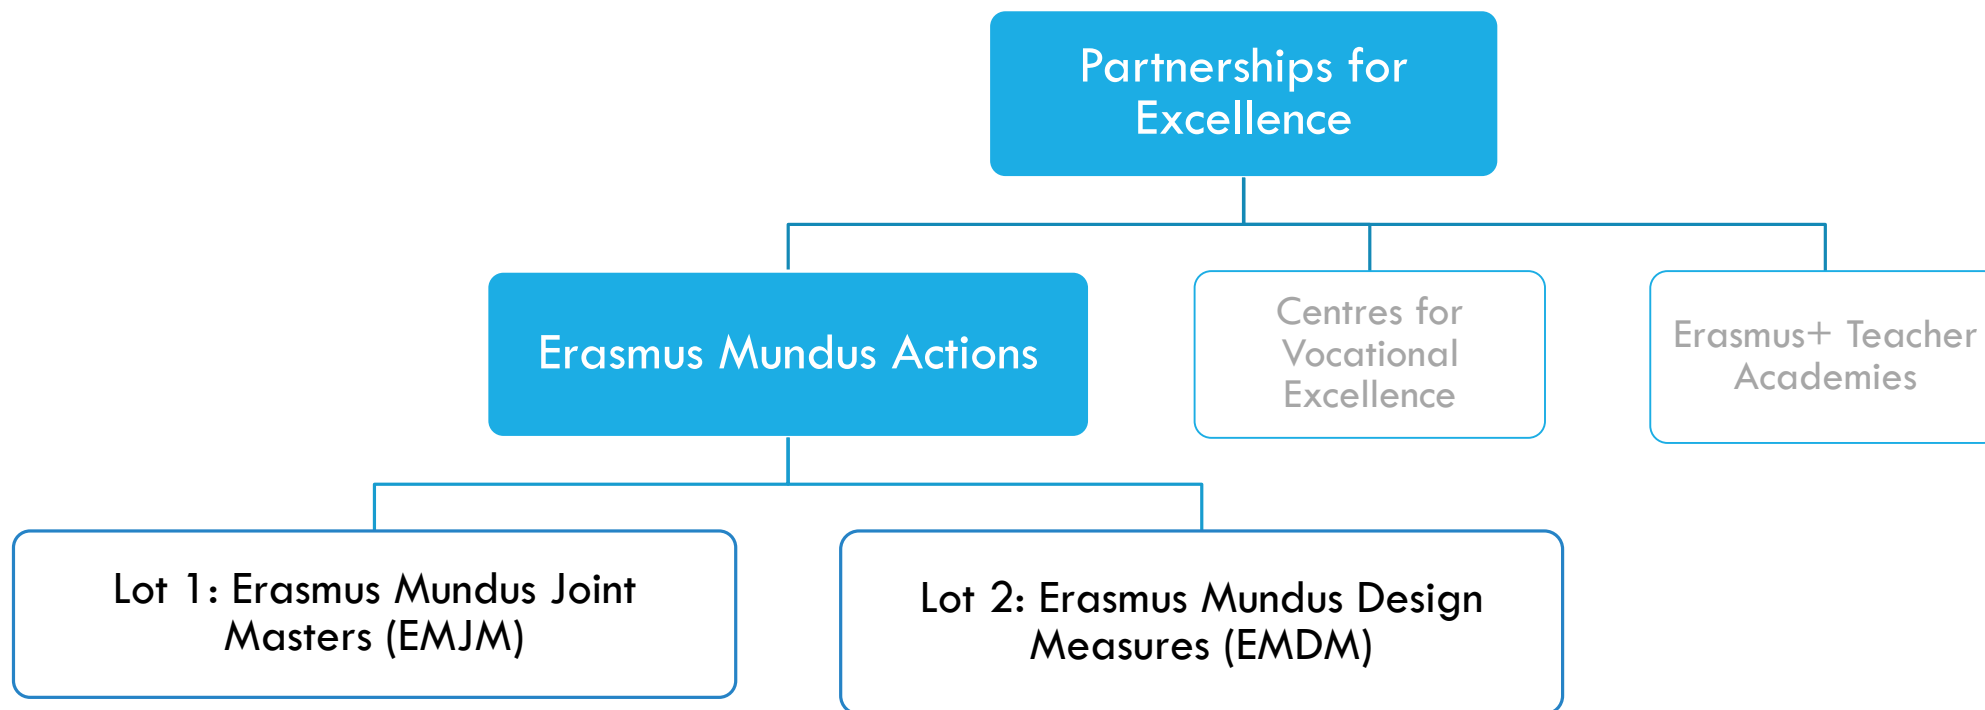 Partnerships for
Excellence
Erasmus Mundus Actions
Centres for
Vocational
Excellence
Erasmus+ Teacher
Academies
Lot 1: Erasmus Mundus Joint
Masters (EMJM)
Lot 2: Erasmus Mundus Design
Measures (EMDM)